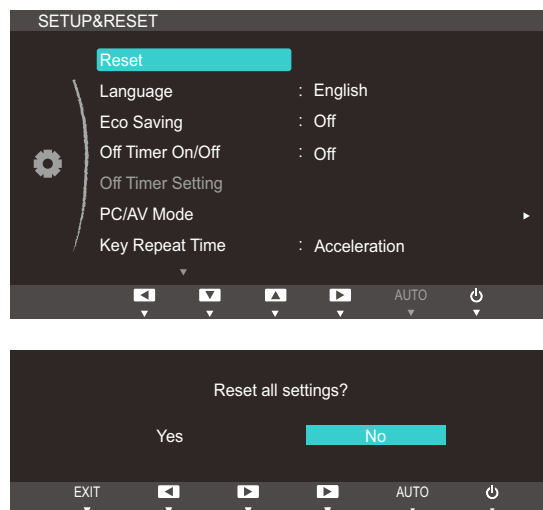 SETUP&RESET
Reset
Language : English
Eco Saving : Off
Off Timer On/Off : Off
Off Timer Setting
PC/AV Mode
Key Repeat Time : Acceleration
AUTO
Reset all settings?
Yes No
EXIT AUTO